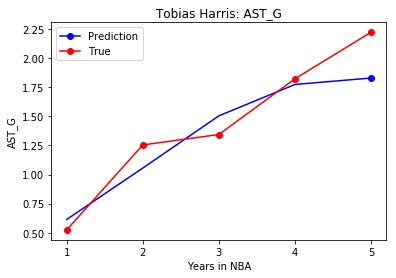 Tobias Harris: AST_G
Prediction
True
2.25
2.00
1.75
1.50
1.25
1.00
0.75
0.50
AST_G
1 2 3 4 5
Years in NBA